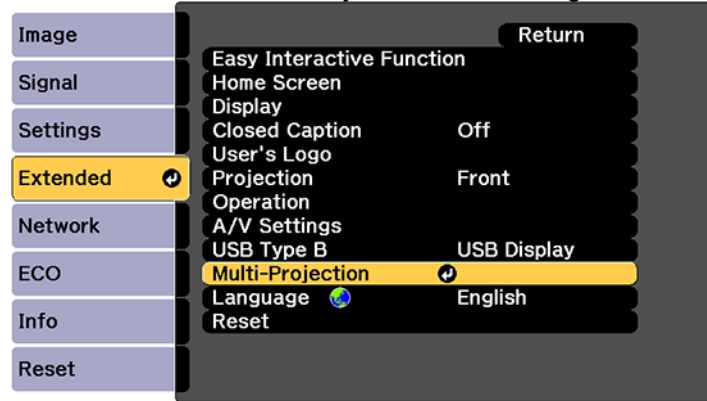 Image
Signal
Settings
Extended
Network
ECO
Info
Reset
Return
Easy Interactive Function
Home Screen
Display
Closed Caption Off
User's Logo
Projection Front
Operation
A/V Settings
USB Type B USB Display
Multi-Projection
Language English
Reset